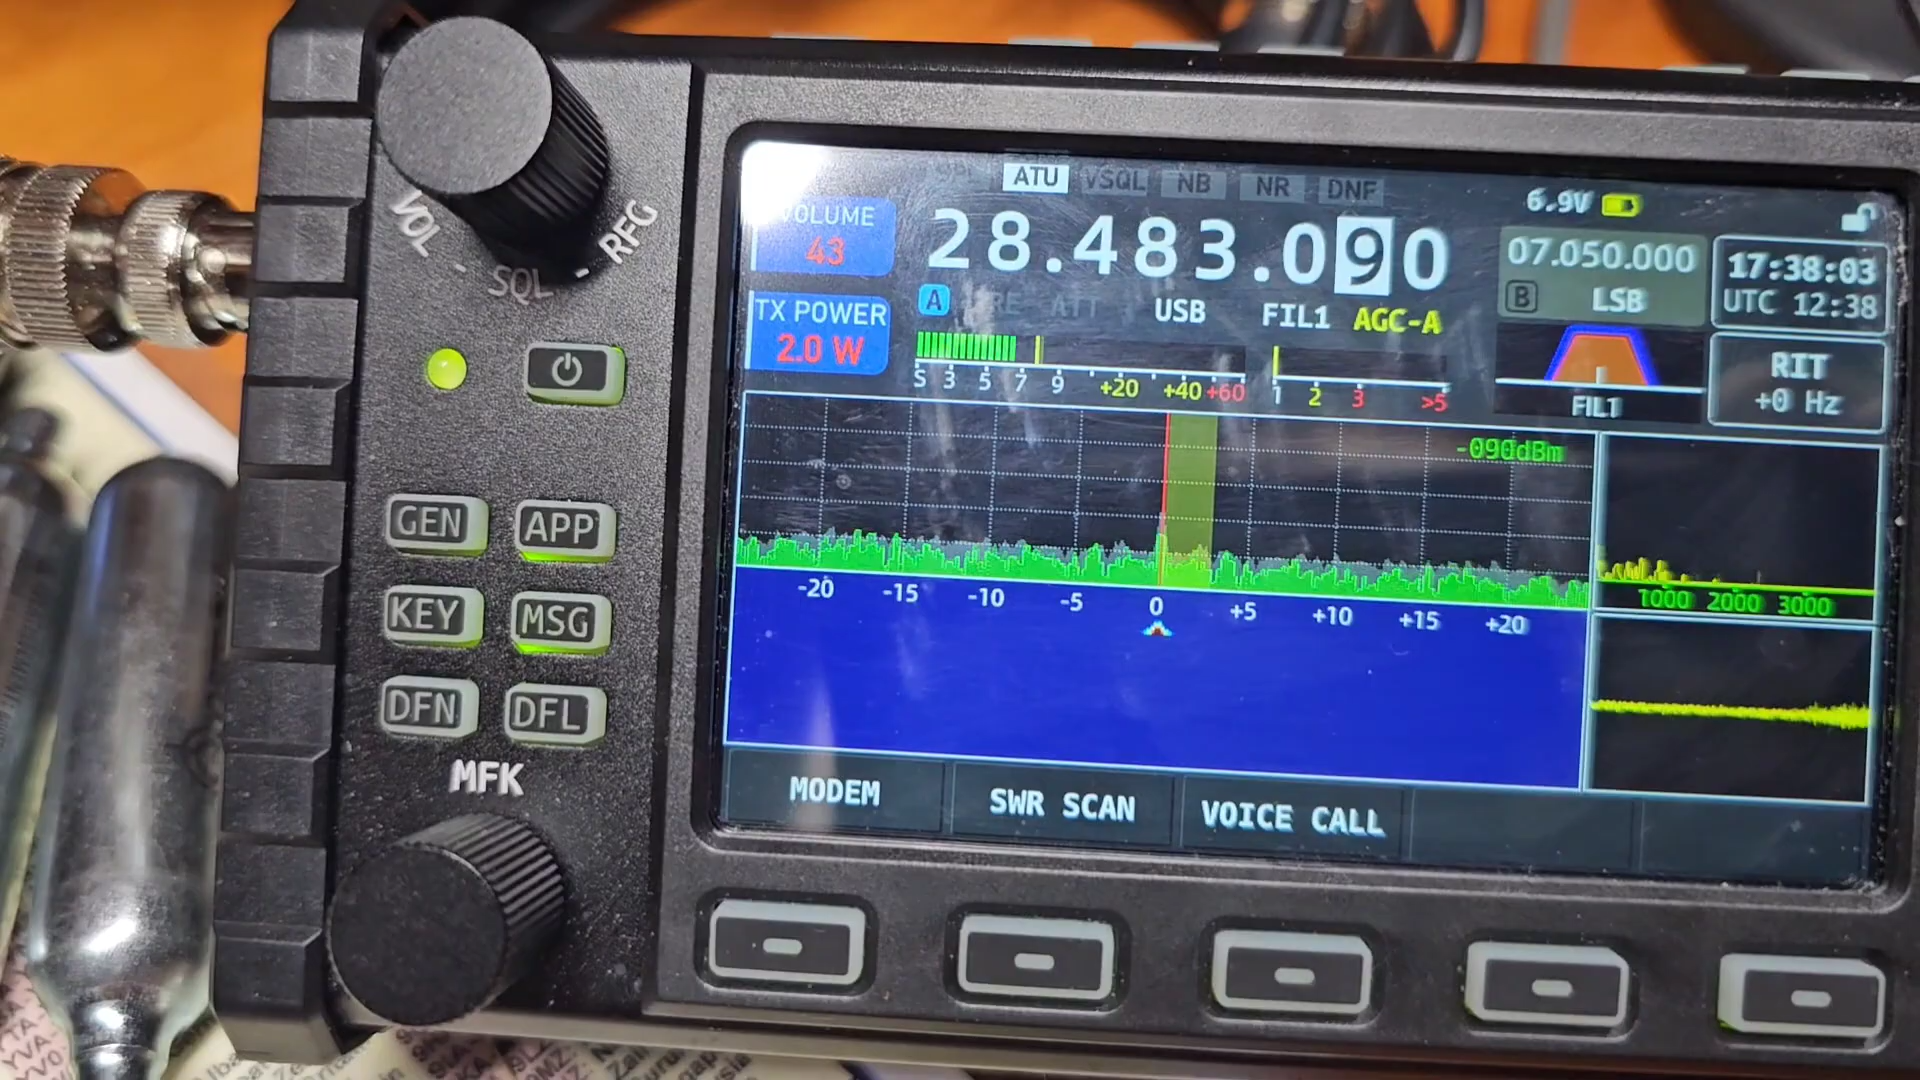 VOL - SQL - RFG
GEN
APP
KEY
MSG
DFN
DFL
MFK
ATU VSQL NB NR DNF
6.9V
VOLUME
43
28.483.090
07.050.000
17:38:03
UTC 12:38
A
ATT
USB
FIL1
AGC-A
B
LSB
TX POWER
2.0 W
S 3 5 7 9 +20 +40 +60
1 2 3 >5
FIL1
RIT
+0 Hz
-090dBm
-20 -15 -10 -5 0 +5 +10 +15 +20
1000 2000 3000
MODEM
SWR SCAN
VOICE CALL